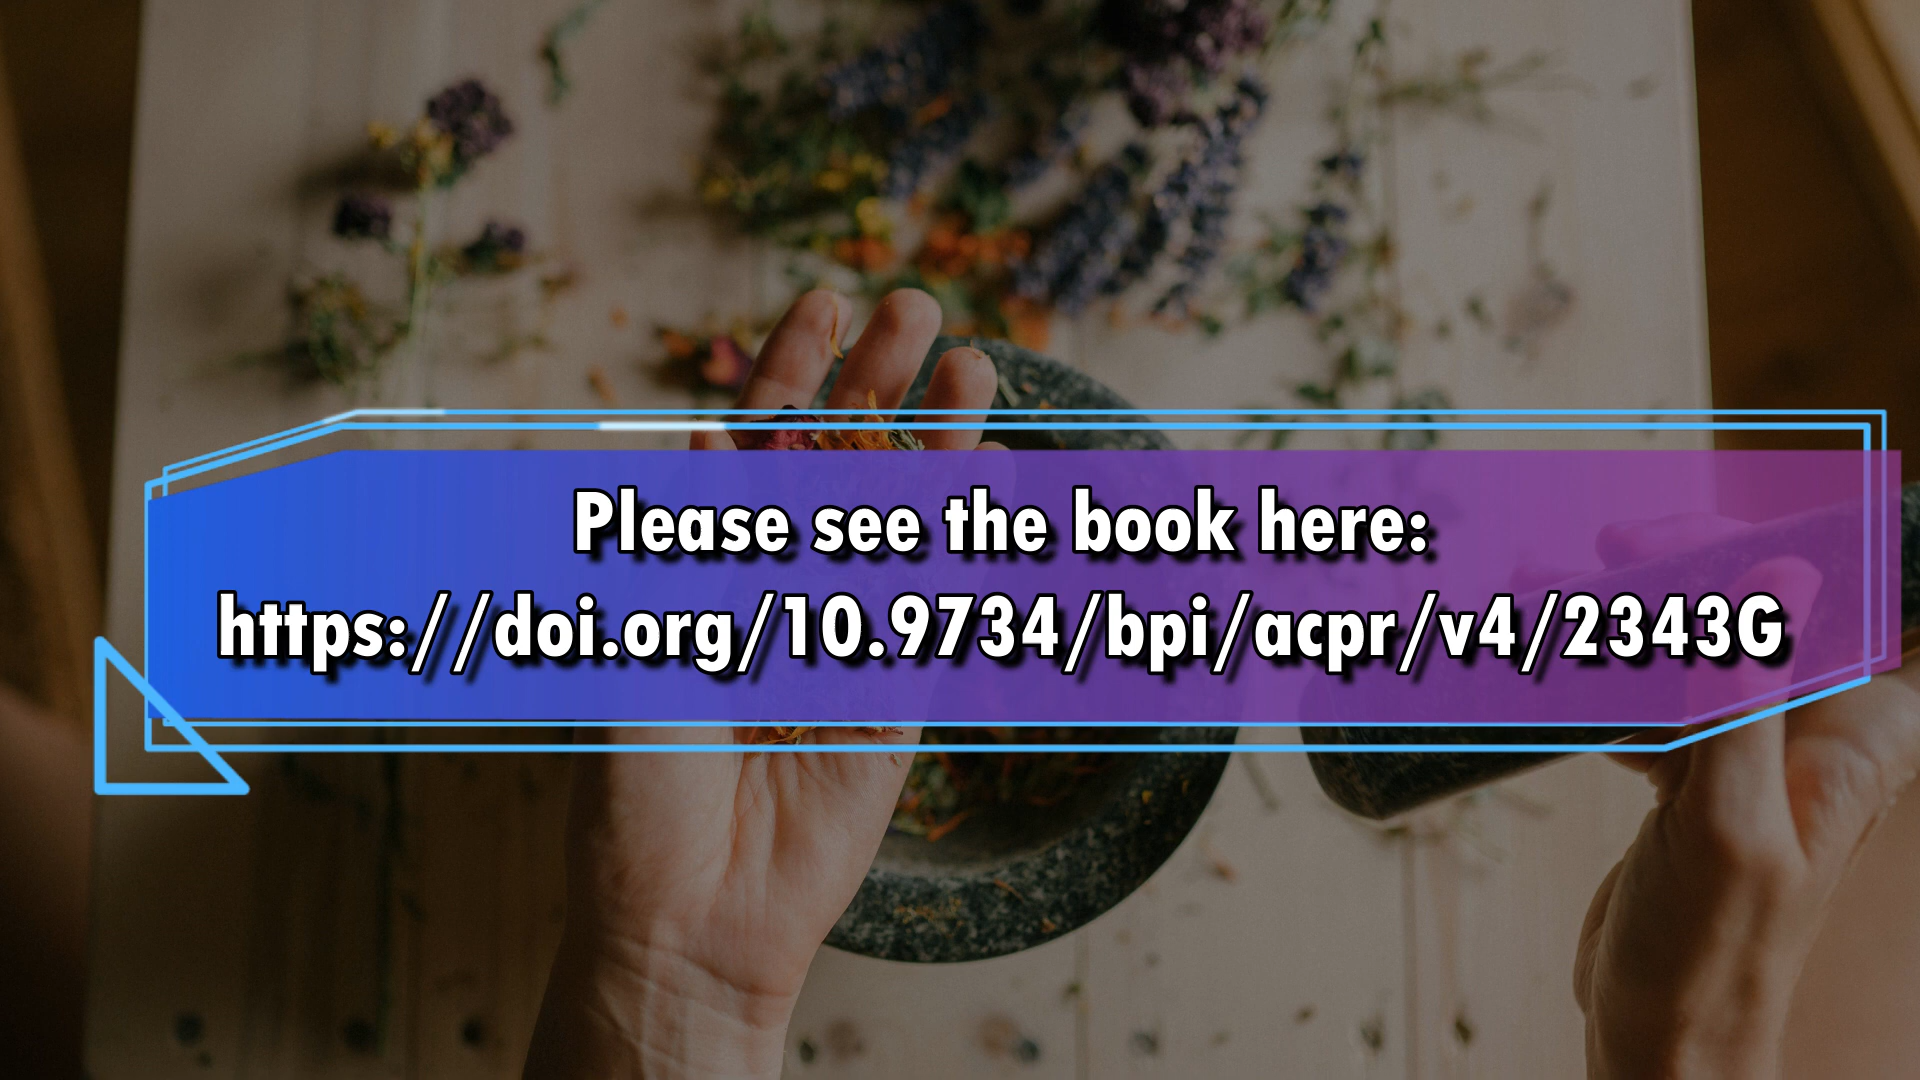 Please see the book here:
https://doi.org/10.9734/bpi/acpr/v4/2343G